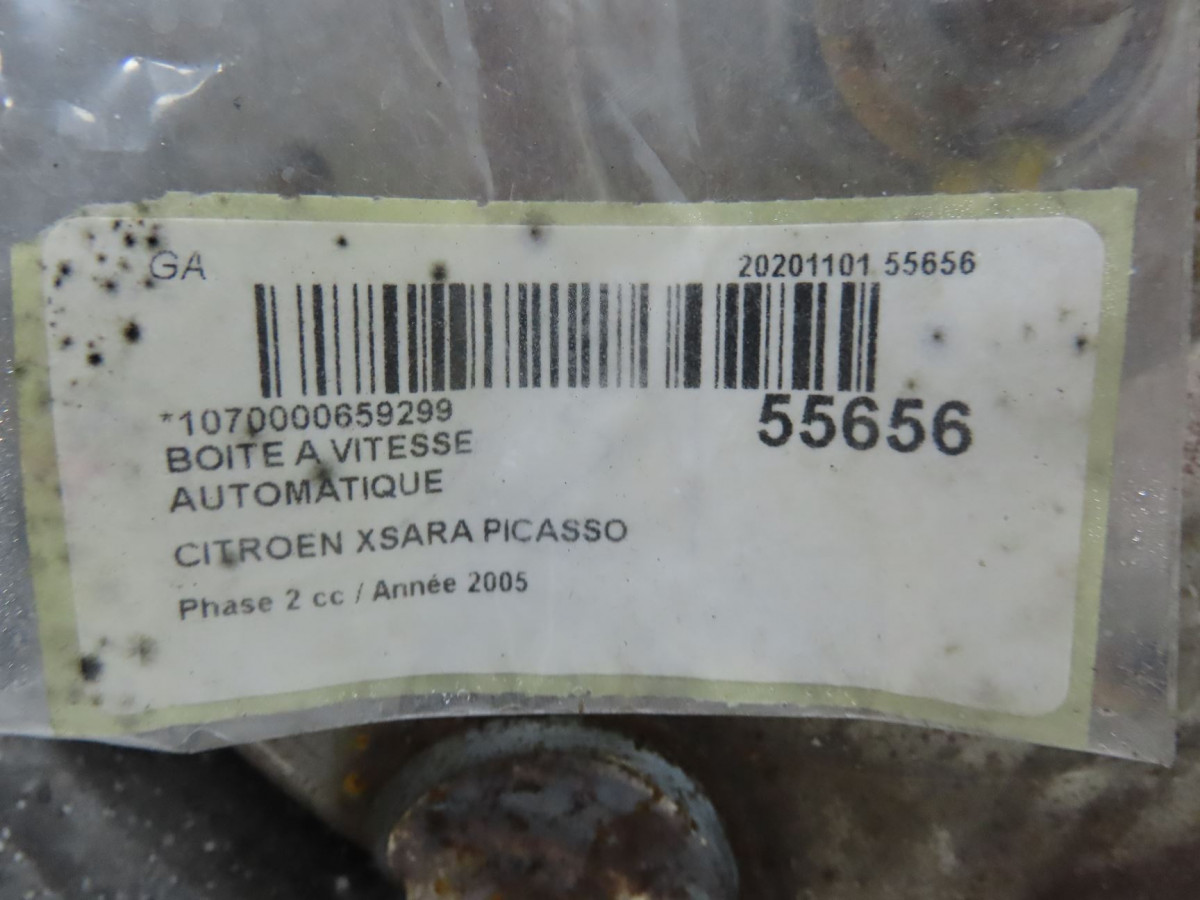 GA
20201101 55656
*1070000659299
55656
BOITE A VITESSE
AUTOMATIQUE
CITROEN XSARA PICASSO
Phase 2 cc / Année 2005